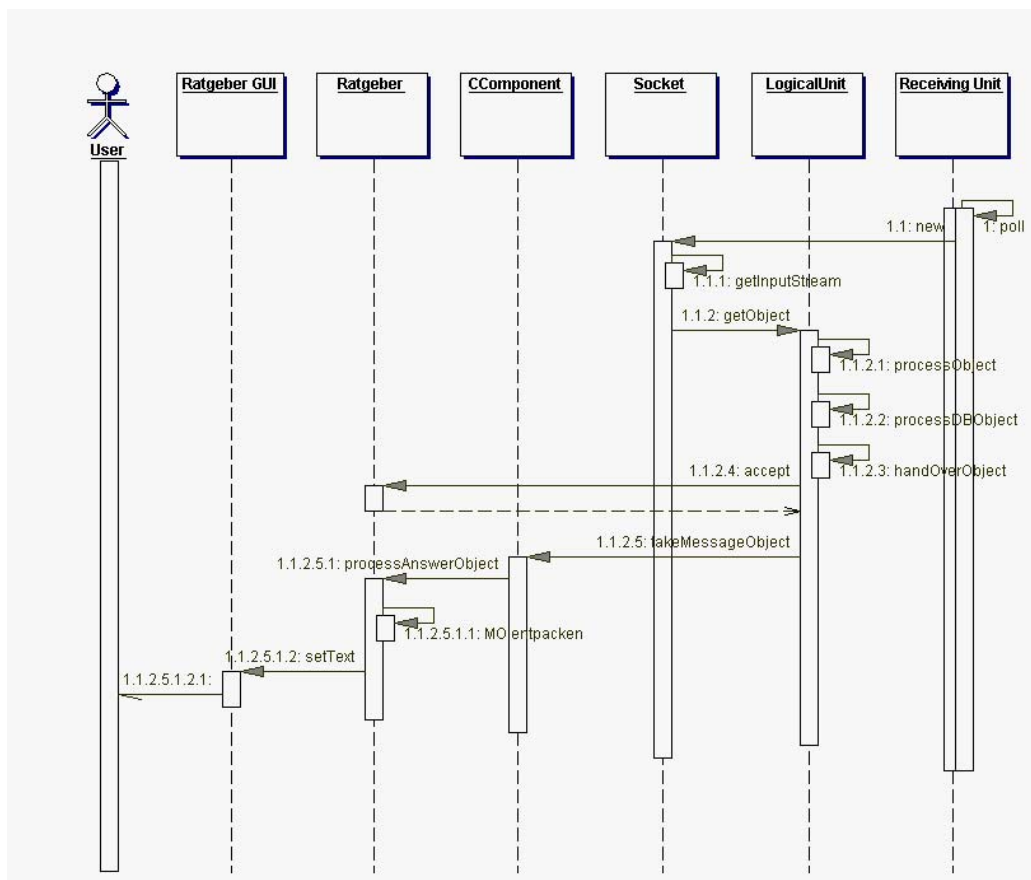 Ratgeber GUI
Ratgeber
CComponent
Socket
LogicalUnit
Receiving Unit
User
1: poll
1.1: new
1.1.1: getInputStream
1.1.2: getObject
1.1.2.1: processObject
1.1.2.2: processDBObject
1.1.2.3: handOverObject
1.1.2.4: accept
1.1.2.5: takeMessageObject
1.1.2.5.1: processAnswerObject
1.1.2.5.1.1: MO entpacken
1.1.2.5.1.2: setText
1.1.2.5.1.2.1: